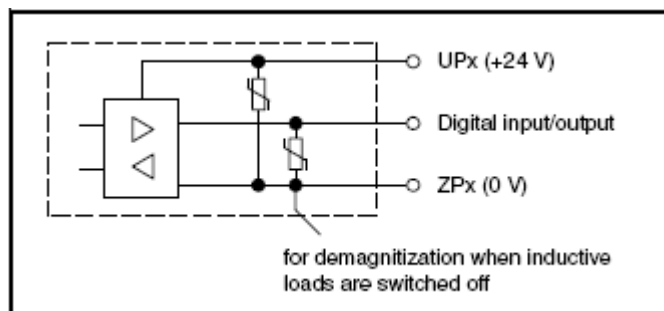 UPx (+24 V)
Digital input/output
ZPx (0 V)
for demagnitization when inductive
loads are switched off